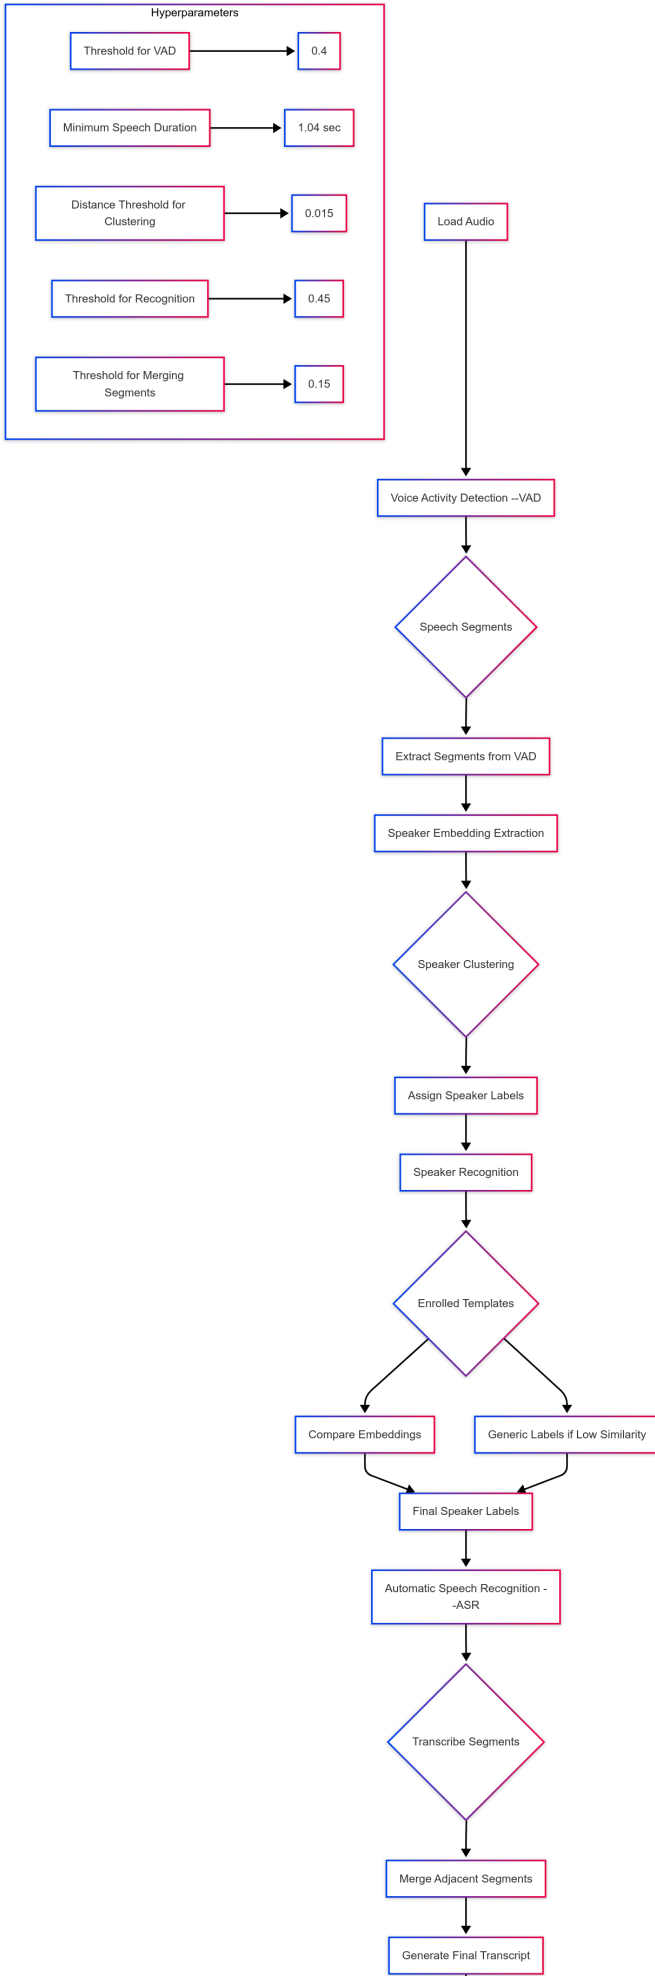 Hyperparameters
Threshold for VAD
0.4
Minimum Speech Duration
1.04 sec
Distance Threshold for
Clustering
0.015
Threshold for Recognition
0.45
Threshold for Merging
Segments
0.15
Load Audio
Voice Activity Detection --VAD
Speech Segments
Extract Segments from VAD
Speaker Embedding Extraction
Speaker Clustering
Assign Speaker Labels
Speaker Recognition
Enrolled Templates
Compare Embeddings
Generic Labels if Low Similarity
Final Speaker Labels
Automatic Speech Recognition -
-ASR
Transcribe Segments
Merge Adjacent Segments
Generate Final Transcript